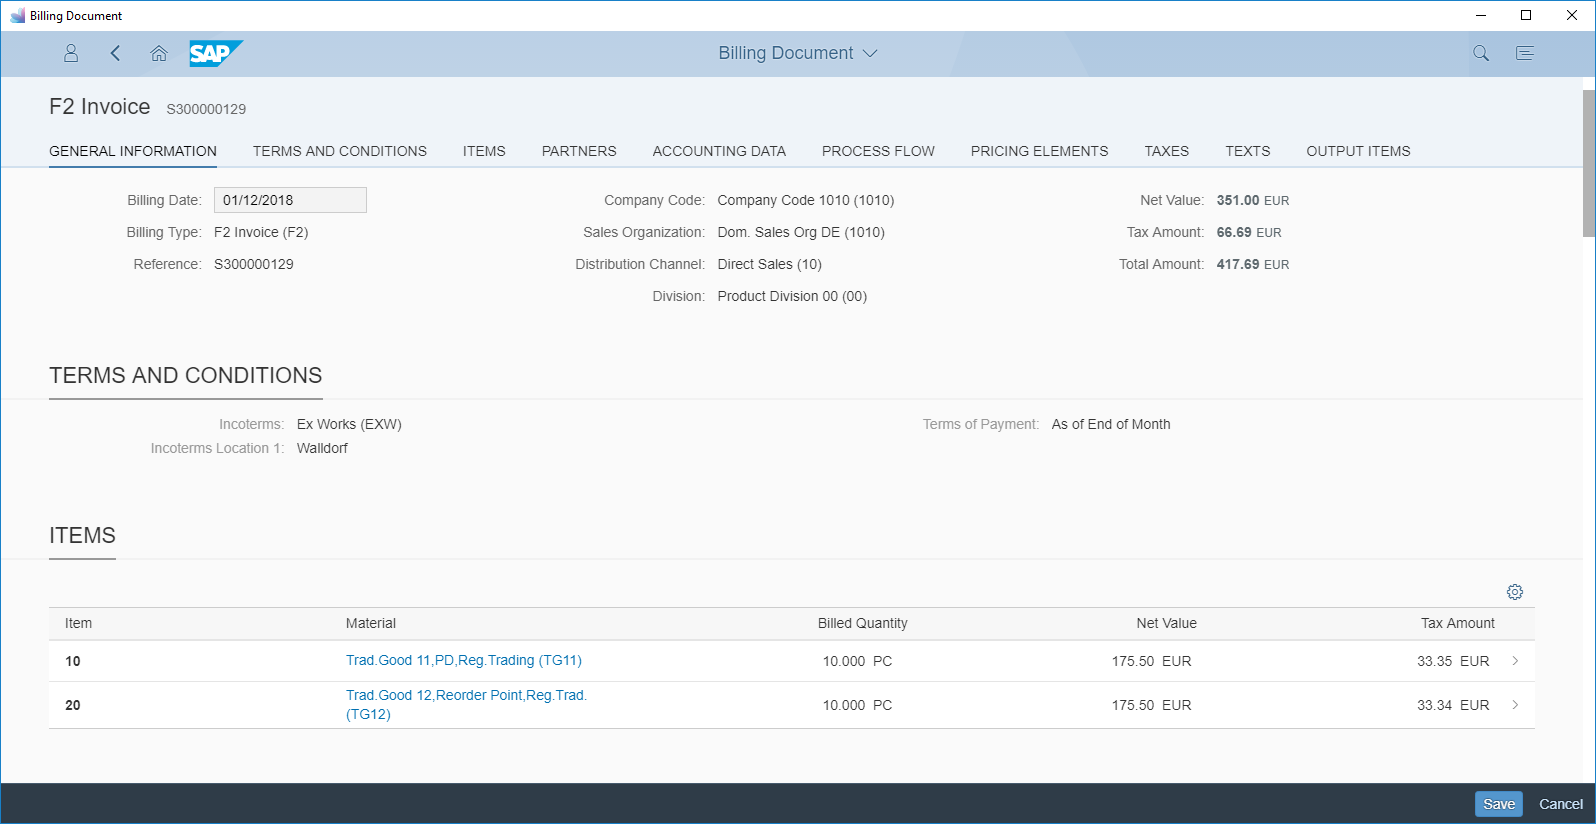 Billing Document
SAP
Billing Document
F2 Invoice S300000129
GENERAL INFORMATION TERMS AND CONDITIONS ITEMS PARTNERS ACCOUNTING DATA PROCESS FLOW PRICING ELEMENTS TAXES TEXTS OUTPUT ITEMS
Billing Date: 01/12/2018 Company Code: Company Code 1010 (1010) Net Value: 351.00 EUR
Billing Type: F2 Invoice (F2) Sales Organization: Dom. Sales Org DE (1010) Tax Amount: 66.69 EUR
Reference: S300000129 Distribution Channel: Direct Sales (10) Total Amount: 417.69 EUR
Division: Product Division 00 (00)
TERMS AND CONDITIONS
Incoterms: Ex Works (EXW) Terms of Payment: As of End of Month
Incoterms Location 1: Walldorf
ITEMS
Item Material Billed Quantity Net Value Tax Amount
10 Trad.Good 11,PD,Reg.Trading (TG11) 10.000 PC 175.50 EUR 33.35 EUR
20 Trad.Good 12,Reorder Point,Reg.Trad. 10.000 PC 175.50 EUR 33.34 EUR
(TG12)
Save Cancel